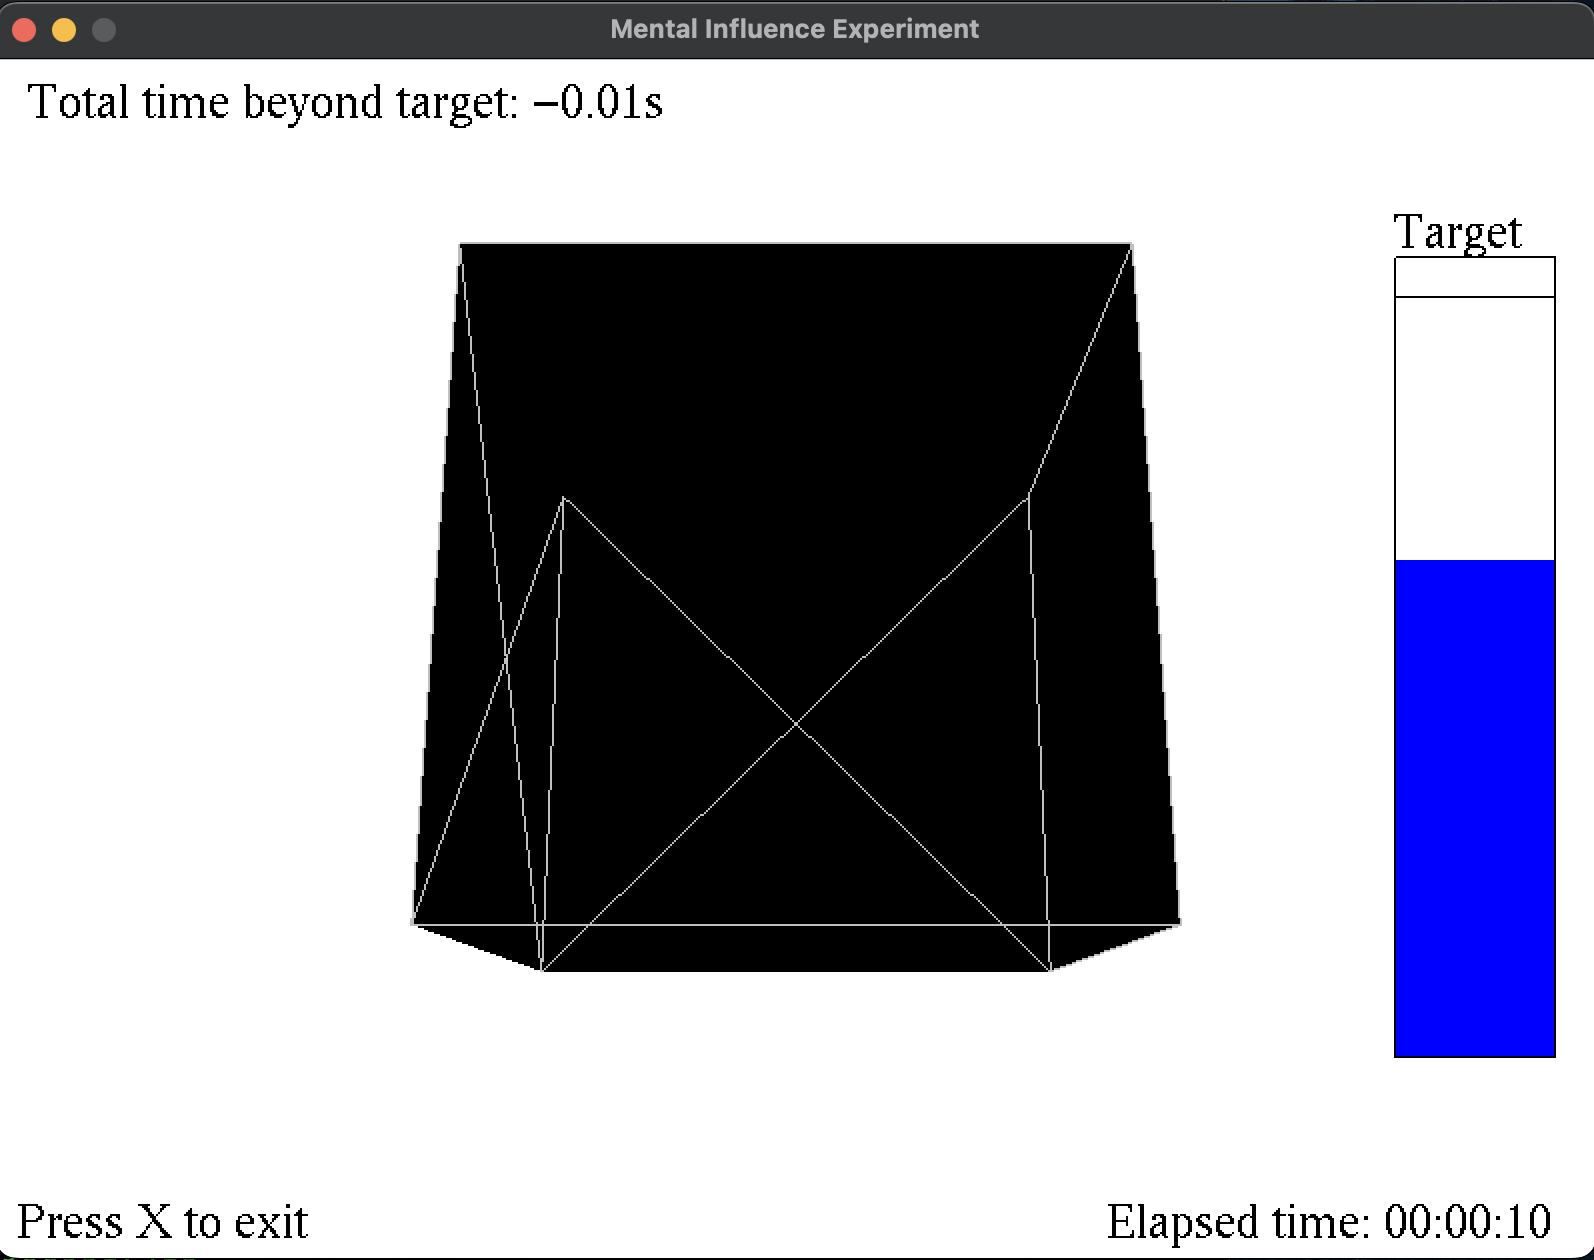 Mental Influence Experiment
Total time beyond target: −0.01s
Target
Press X to exit
Elapsed time: 00:00:10